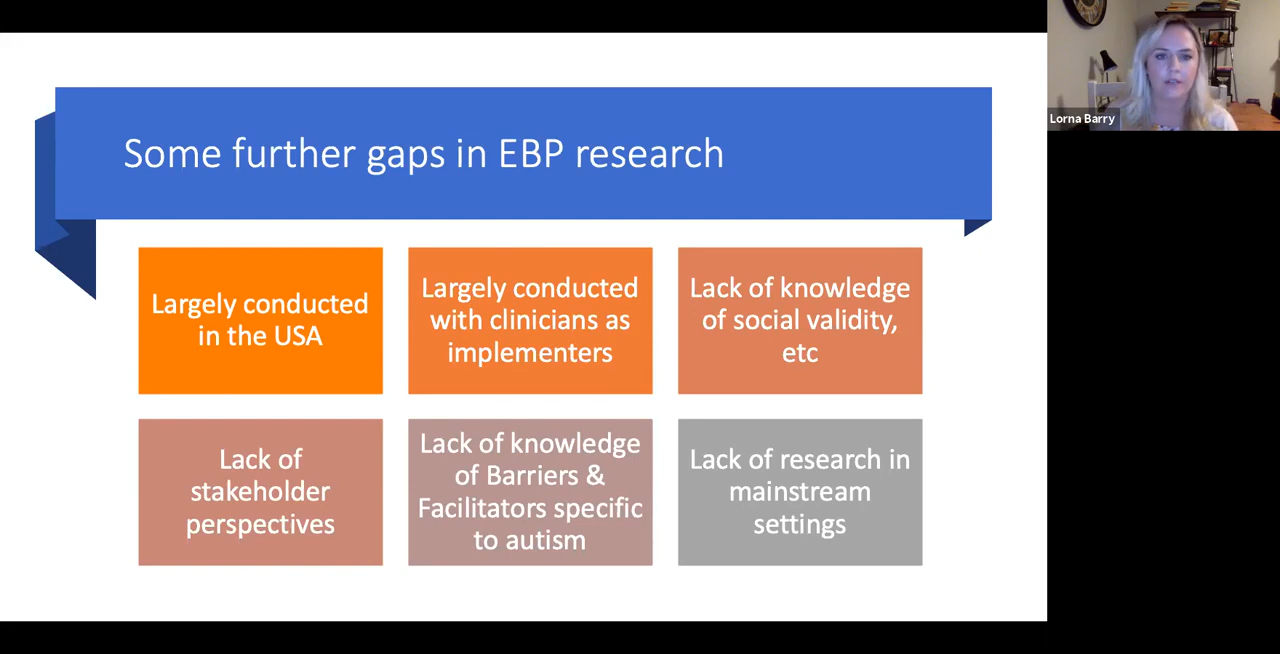 Some further gaps in EBP research
Largely conducted
in the USA
Largely conducted
with clinicians as
implementers
Lack of knowledge
of social validity,
etc
Lack of
stakeholder
perspectives
Lack of knowledge
of Barriers &
Facilitators specific
to autism
Lack of research in
mainstream
settings
Lorna Barry